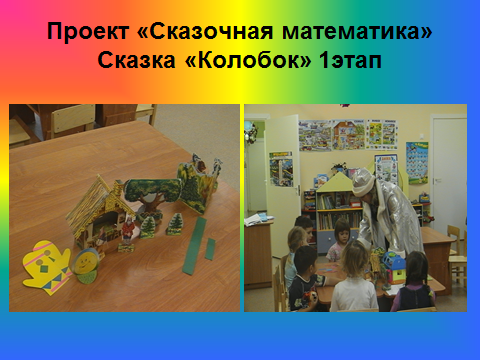 Проект «Сказочная математика»
Сказка «Колобок» 1этап